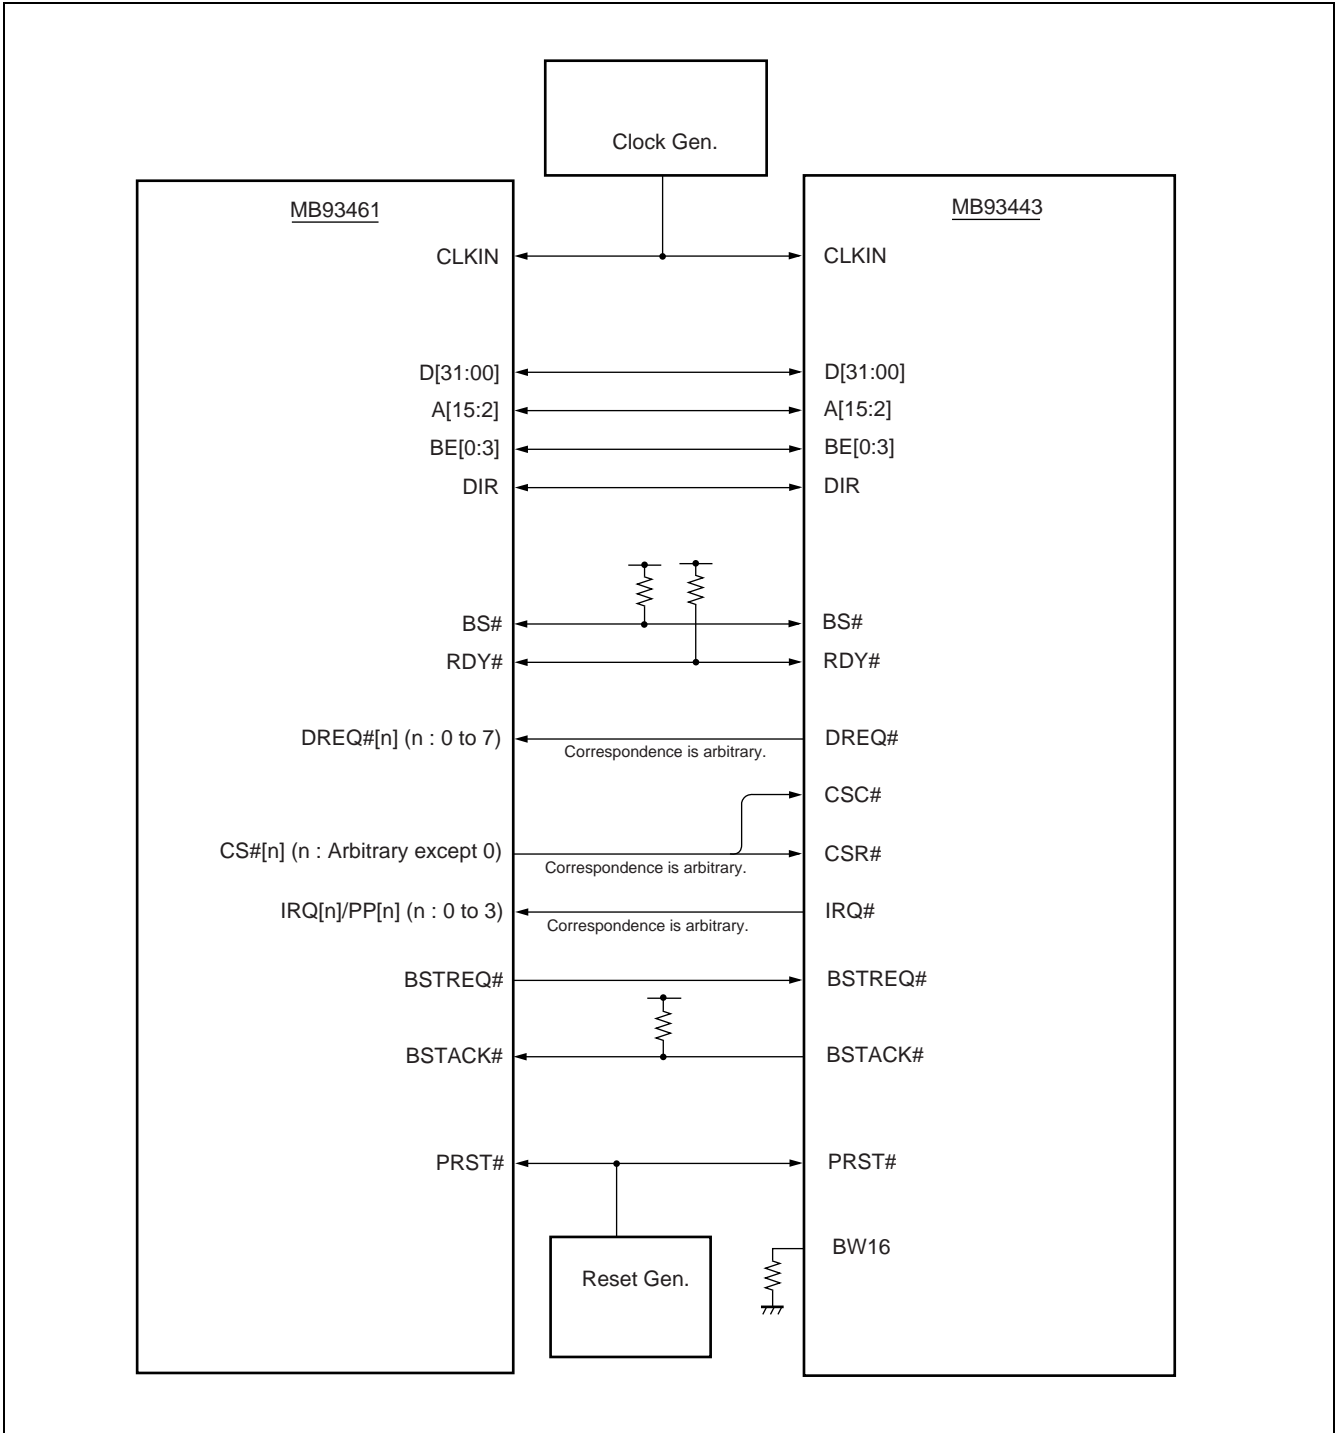 Clock Gen.
MB93461
MB93443
CLKIN
CLKIN
D[31:00]
D[31:00]
A[15:2]
A[15:2]
BE[0:3]
BE[0:3]
DIR
DIR
BS#
BS#
RDY#
RDY#
DREQ#[n] (n : 0 to 7)
Correspondence is arbitrary.
DREQ#
CSC#
CS#[n] (n : Arbitrary except 0)
Correspondence is arbitrary.
CSR#
IRQ[n]/PP[n] (n : 0 to 3)
Correspondence is arbitrary.
IRQ#
BSTREQ#
BSTREQ#
BSTACK#
BSTACK#
PRST#
PRST#
BW16
Reset Gen.